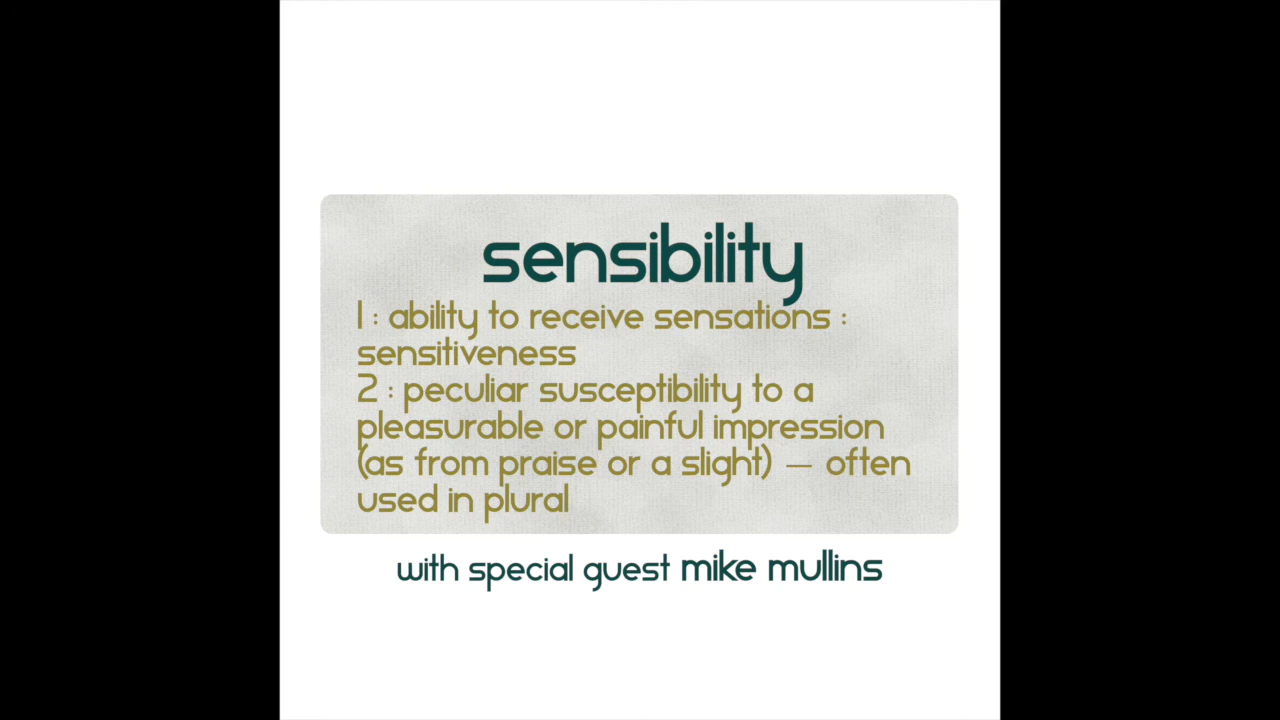 sensibility
1 : ability to receive sensations :
sensitiveness
2 : peculiar susceptibility to a
pleasurable or painful impression
(as from praise or a slight) — often
used in plural
with special guest mike mullins